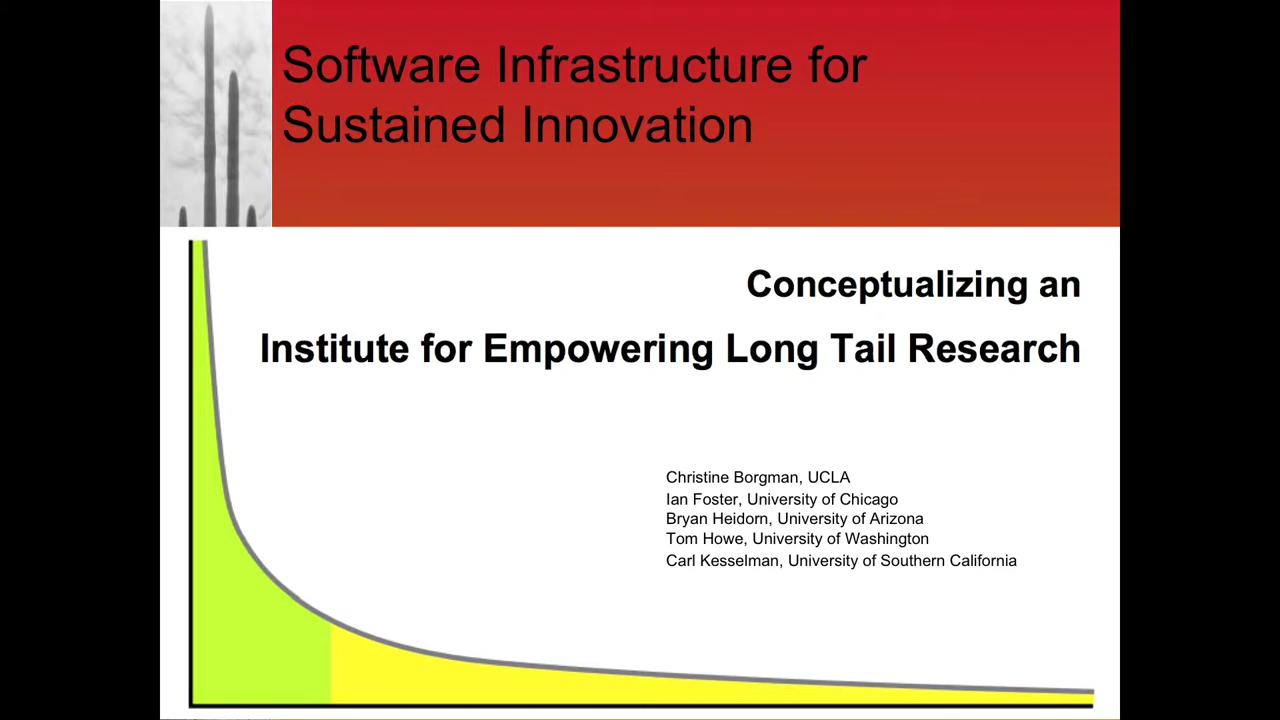 Software Infrastructure for
Sustained Innovation
Conceptualizing an
Institute for Empowering Long Tail Research
Christine Borgman, UCLA
Ian Foster, University of Chicago
Bryan Heidorn, University of Arizona
Tom Howe, University of Washington
Carl Kesselman, University of Southern California